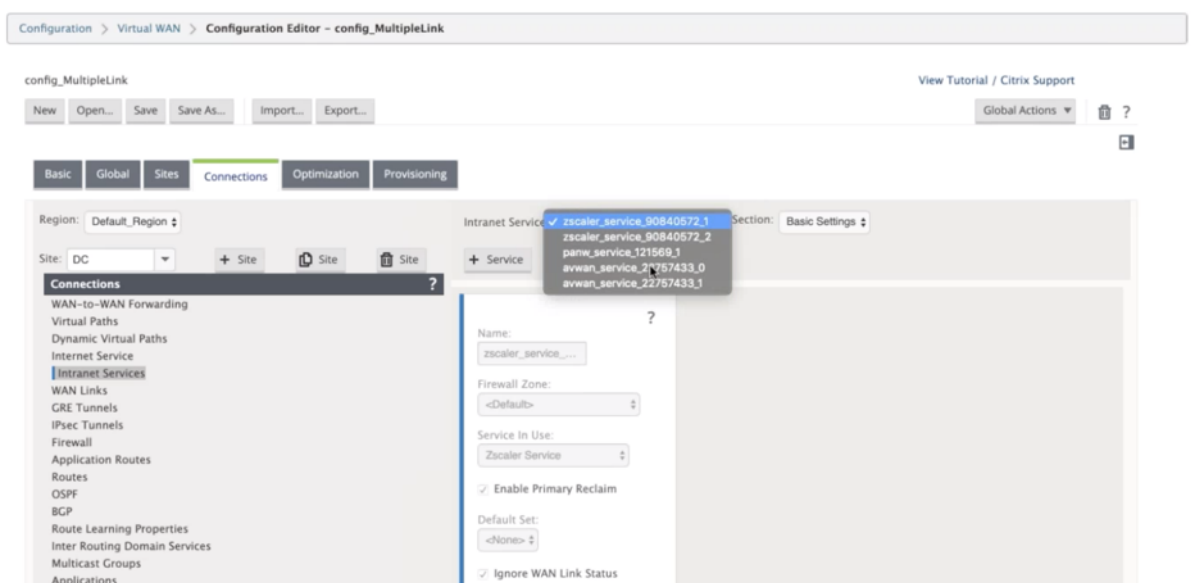 Configuration > Virtual WAN > Configuration Editor – config_MultipleLink
config_MultipleLink
View Tutorial / Citrix Support
New Open... Save Save As... Import... Export... Global Actions ▼ ?
Basic Global Sites Connections Optimization Provisioning
Region: Default_Region
Site: DC + Site Site Site
Connections ?
WAN-to-WAN Forwarding
Virtual Paths
Dynamic Virtual Paths
Internet Service
Intranet Services
WAN Links
GRE Tunnels
IPsec Tunnels
Firewall
Application Routes
Routes
OSPF
BGP
Route Learning Properties
Inter Routing Domain Services
Multicast Groups
Applications
Intranet Service ✓ zscaler_service_90840572_1 Section: Basic Settings
zscaler_service_90840572_2
panw_service_121569_1
avwan_service_22757433_0
avwan_service_22757433_1
+ Service
?
Name:
zscaler_service_...
Firewall Zone:
<Default>
Service In Use:
Zscaler Service
Enable Primary Reclaim
Default Set:
<None>
Ignore WAN Link Status